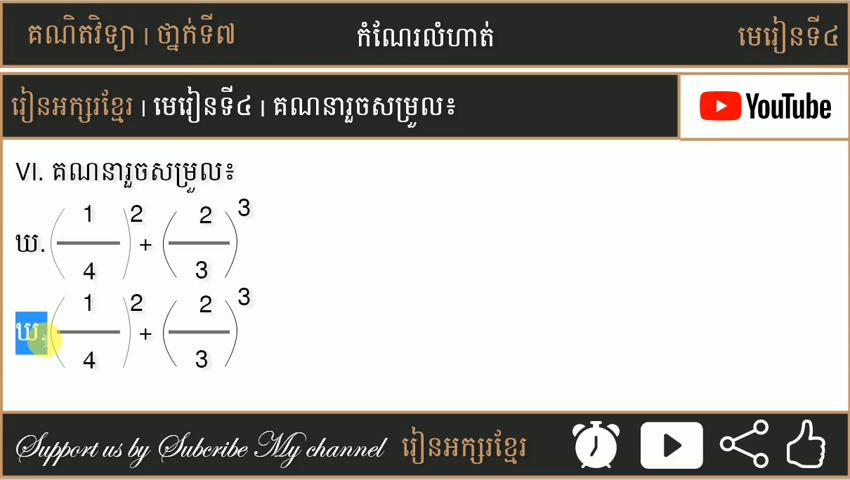 គណិតវិទ្យា | ថា្នក់ទី៧ កំណែរលំហាត់ មេរៀនទី៤
រៀនអក្សរខ្មែរ | មេរៀនទី៤ | គណនារួចសម្រួល៖ YouTube
VI. គណនារួចសម្រួល៖
ឃ. (1/4)^2 + (2/3)^3
ឃ. (1/4)^2 + (2/3)^3
Support us by Subcribe My channel រៀនអក្សរខ្មែរ